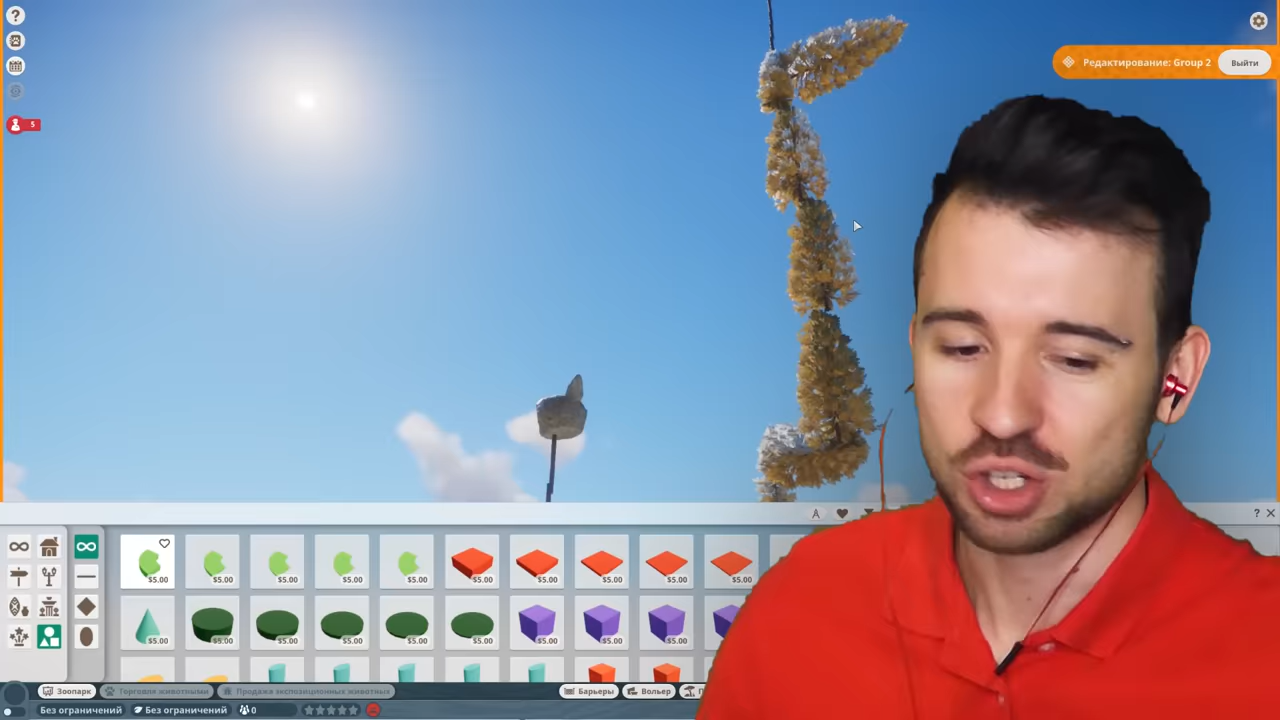 ?
Редактирование: Group 2
Выйти
5
? ×
$5.00 $5.00 $5.00 $5.00 $5.00 $5.00 $5.00 $5.00 $5.00 $5.00
$5.00 $5.00 $5.00 $5.00 $5.00 $5.00 $5.00 $5.00 $5.00
Зоопарк
Торговля животными
Продажа экспозиционных животных
Барьеры
Вольер
Без ограничений
Без ограничений
0